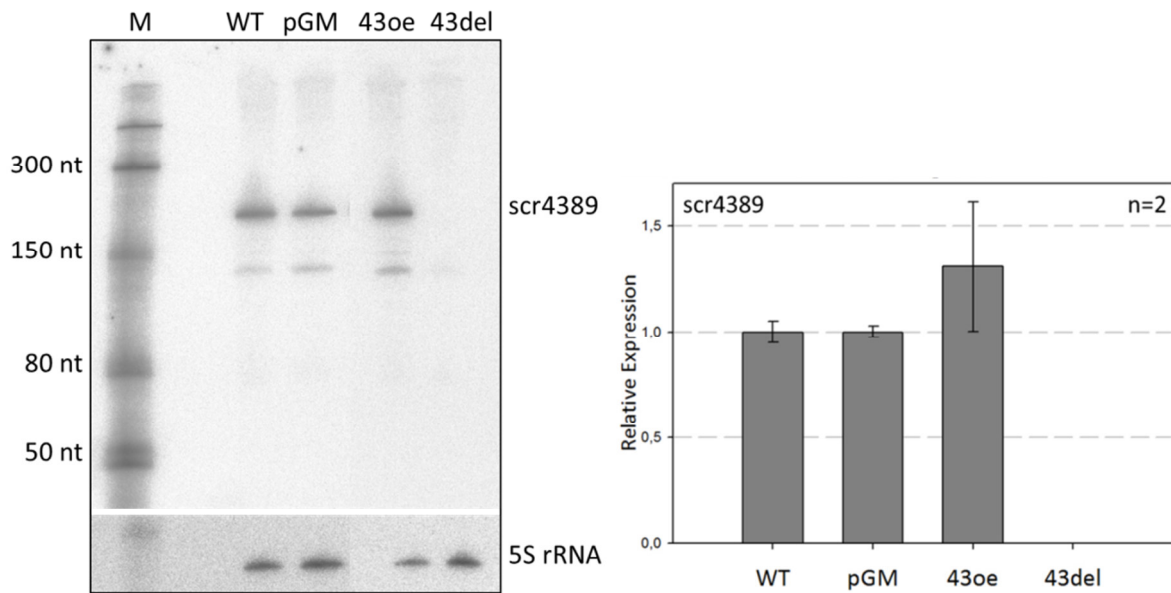 M WT pGM 43oe 43del
300 nt
150 nt
80 nt
50 nt
scr4389
5S rRNA
scr4389 n=2
Relative Expression
1,5
1.0
0,5
0,0
WT pGM 43oe 43del